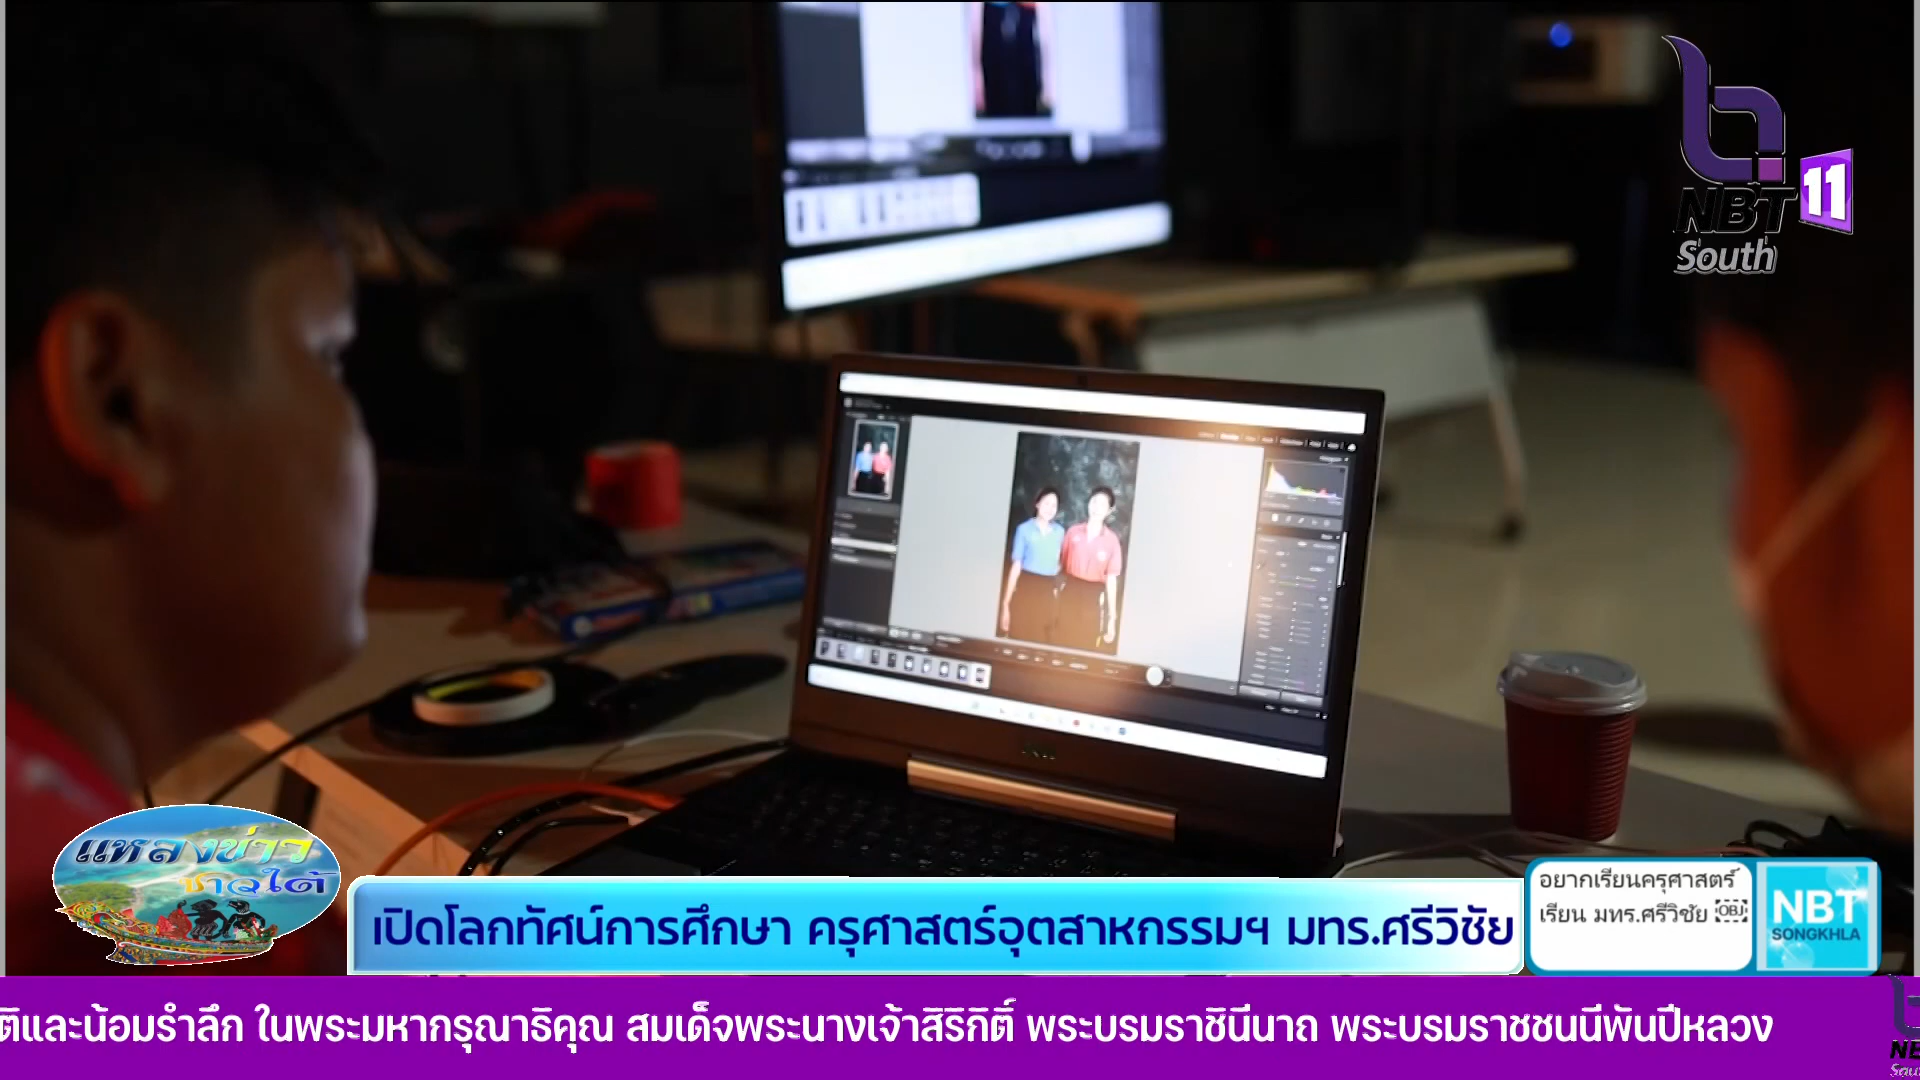 NBT 11
South
แหลงข่าว
ชาวใต้
เปิดโลกทัศน์การศึกษา ครุศาสตร์อุตสาหกรรมฯ มทร.ศรีวิชัย
อยากเรียนครุศาสตร์
เรียน มทร.ศรีวิชัย OBJ
NBT
SONGKHLA
ติและน้อมรำลึก ในพระมหากรุณาธิคุณ สมเด็จพระนางเจ้าสิริกิติ์ พระบรมราชินีนาถ พระบรมราชชนนีพันปีหลวง